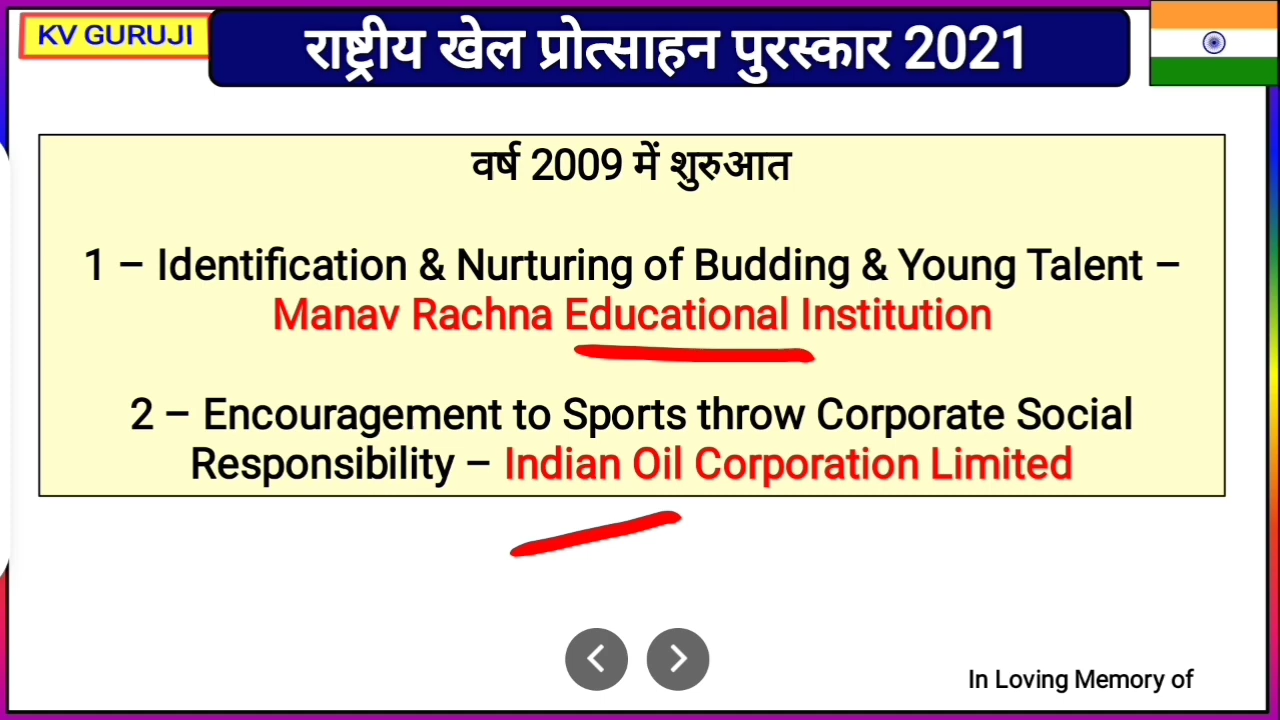 KV GURUJI
राष्ट्रीय खेल प्रोत्साहन पुरस्कार 2021
वर्ष 2009 में शुरुआत
1 – Identification & Nurturing of Budding & Young Talent –
Manav Rachna Educational Institution
2 – Encouragement to Sports throw Corporate Social
Responsibility – Indian Oil Corporation Limited
In Loving Memory of